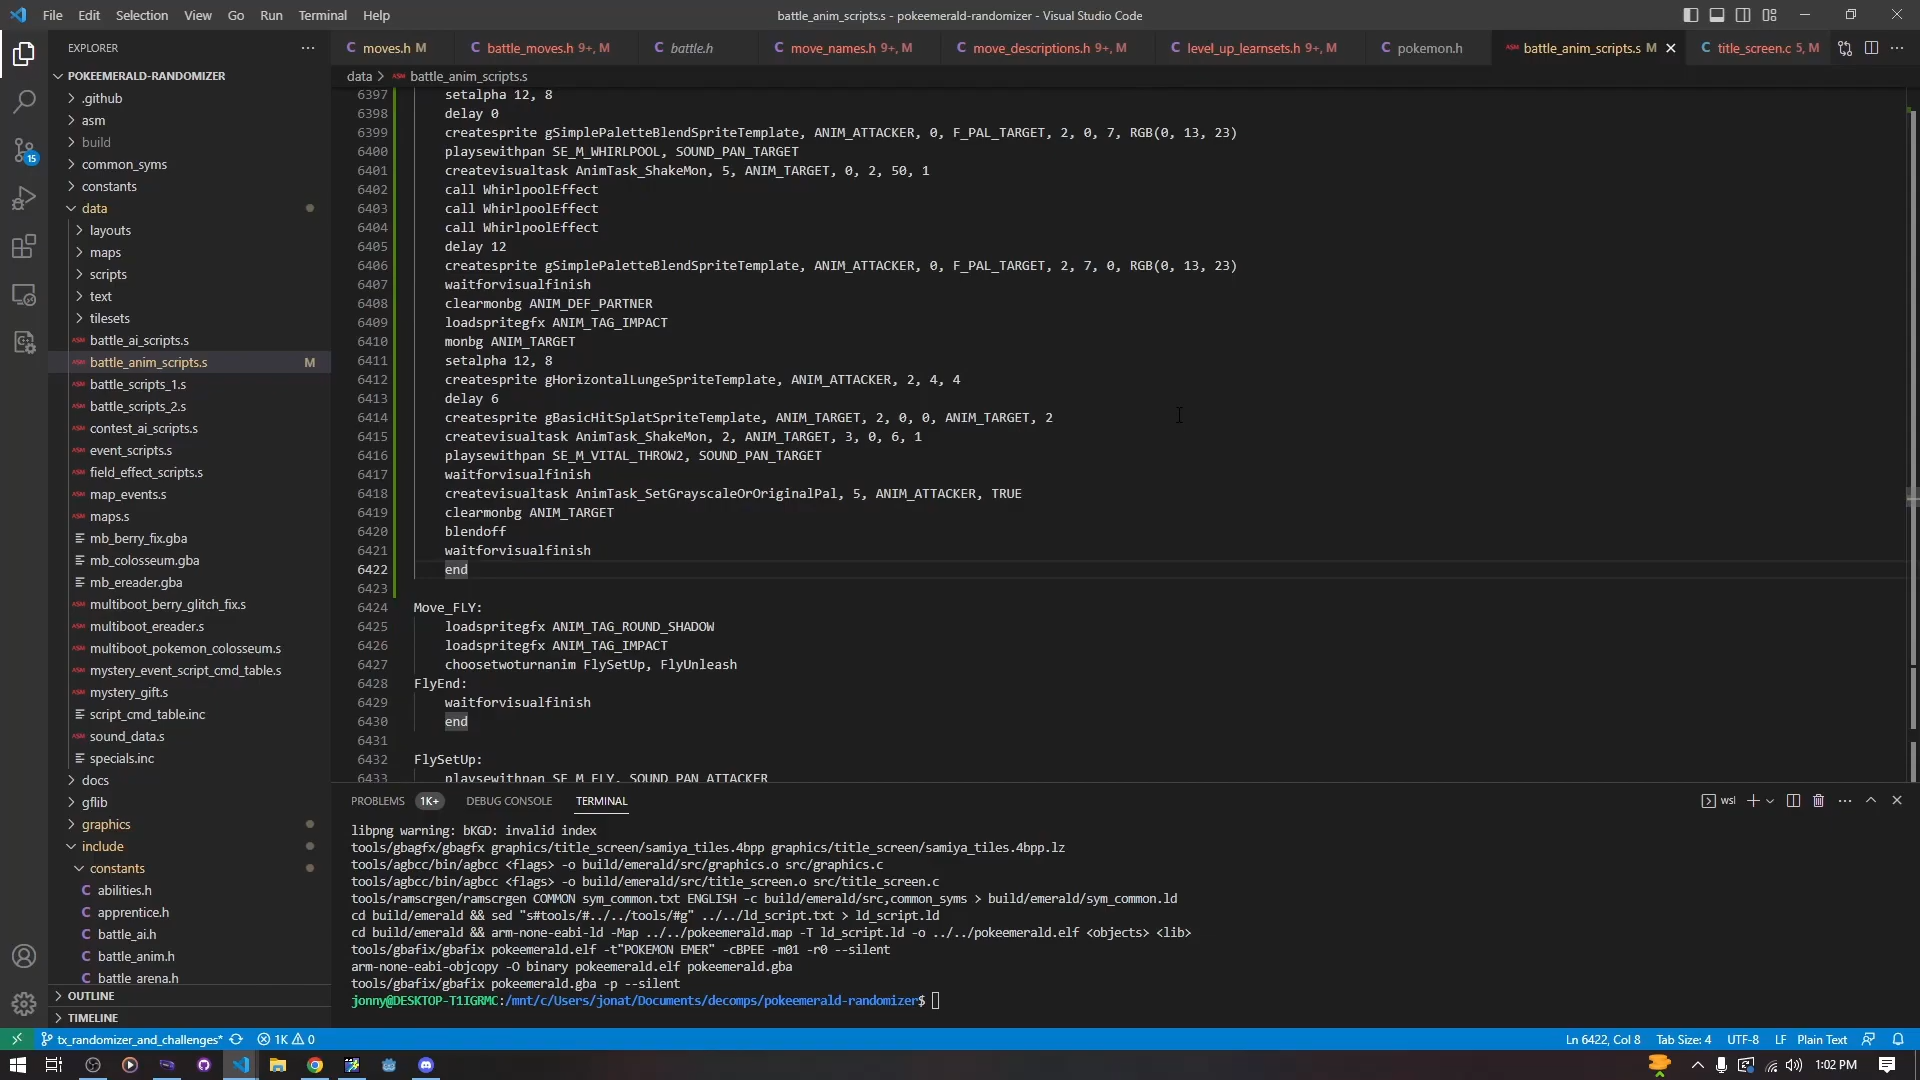 File Edit Selection View Go Run Terminal Help
battle_anim_scripts.s - pokeemerald-randomizer - Visual Studio Code
EXPLORER
moves.h M
battle_moves.h 9+, M
battle.h
move_names.h 9+, M
move_descriptions.h 9+, M
level_up_learnsets.h 9+, M
pokemon.h
battle_anim_scripts.s M
title_screen.c 5, M
POKEEMERALD-RANDOMIZER
.github
asm
build
common_syms
constants
data
layouts
maps
scripts
text
tilesets
battle_ai_scripts.s
battle_anim_scripts.s M
battle_scripts_1.s
battle_scripts_2.s
contest_ai_scripts.s
event_scripts.s
field_effect_scripts.s
map_events.s
maps.s
mb_berry_fix.gba
mb_colosseum.gba
mb_ereader.gba
multiboot_berry_glitch_fix.s
multiboot_ereader.s
multiboot_pokemon_colosseum.s
mystery_event_script_cmd_table.s
mystery_gift.s
script_cmd_table.inc
sound_data.s
specials.inc
docs
gflib
graphics
include
constants
abilities.h
apprentice.h
battle_ai.h
battle_anim.h
battle_arena.h
OUTLINE
TIMELINE
15
data > battle_anim_scripts.s
6397 setalpha 12, 8
6398 delay 0
6399 createsprite gSimplePaletteBlendSpriteTemplate, ANIM_ATTACKER, 0, F_PAL_TARGET, 2, 0, 7, RGB(0, 13, 23)
6400 playsewithpan SE_M_WHIRLPOOL, SOUND_PAN_TARGET
6401 createvisualtask AnimTask_ShakeMon, 5, ANIM_TARGET, 0, 2, 50, 1
6402 call WhirlpoolEffect
6403 call WhirlpoolEffect
6404 call WhirlpoolEffect
6405 delay 12
6406 createsprite gSimplePaletteBlendSpriteTemplate, ANIM_ATTACKER, 0, F_PAL_TARGET, 2, 7, 0, RGB(0, 13, 23)
6407 waitforvisualfinish
6408 clearmonbg ANIM_DEF_PARTNER
6409 loadspritegfx ANIM_TAG_IMPACT
6410 monbg ANIM_TARGET
6411 setalpha 12, 8
6412 createsprite gHorizontalLungeSpriteTemplate, ANIM_ATTACKER, 2, 4, 4
6413 delay 6
6414 createsprite gBasicHitSplatSpriteTemplate, ANIM_TARGET, 2, 0, 0, ANIM_TARGET, 2
6415 createvisualtask AnimTask_ShakeMon, 2, ANIM_TARGET, 3, 0, 6, 1
6416 playsewithpan SE_M_VITAL_THROW2, SOUND_PAN_TARGET
6417 waitforvisualfinish
6418 createvisualtask AnimTask_SetGrayscaleOrOriginalPal, 5, ANIM_ATTACKER, TRUE
6419 clearmonbg ANIM_TARGET
6420 blendoff
6421 waitforvisualfinish
6422 end
6423
6424 Move_FLY:
6425 loadspritegfx ANIM_TAG_ROUND_SHADOW
6426 loadspritegfx ANIM_TAG_IMPACT
6427 choosetwoturnanim FlySetUp, FlyUnleash
6428 FlyEnd:
6429 waitforvisualfinish
6430 end
6431
6432 FlySetUp:
6433 playsewithpan SE_M_FLY, SOUND_PAN_ATTACKER
PROBLEMS 1K+ DEBUG CONSOLE TERMINAL
wsl
libpng warning: bKGD: invalid index
tools/gbagfx/gbagfx graphics/title_screen/samiya_tiles.4bpp graphics/title_screen/samiya_tiles.4bpp.lz
tools/agbcc/bin/agbcc <flags> -o build/emerald/src/graphics.o src/graphics.c
tools/agbcc/bin/agbcc <flags> -o build/emerald/src/title_screen.o src/title_screen.c
tools/ramscrgen/ramscrgen COMMON sym_common.txt ENGLISH -c build/emerald/src,common_syms > build/emerald/sym_common.ld
cd build/emerald && sed "s#tools/#../../tools/#g" ../../ld_script.txt > ld_script.ld
cd build/emerald && arm-none-eabi-ld -Map ../../pokeemerald.map -T ld_script.ld -o ../../pokeemerald.elf <objects> <lib>
tools/gbafix/gbafix pokeemerald.elf -t"POKEMON EMER" -cBPEE -m01 -r0 --silent
arm-none-eabi-objcopy -O binary pokeemerald.elf pokeemerald.gba
tools/gbafix/gbafix pokeemerald.gba -p --silent
jonny@DESKTOP-T1IGRMC:/mnt/c/Users/jonat/Documents/decomps/pokeemerald-randomizer$
tx_randomizer_and_challenges* 1K 0
Ln 6422, Col 8 Tab Size: 4 UTF-8 LF Plain Text
1:02 PM